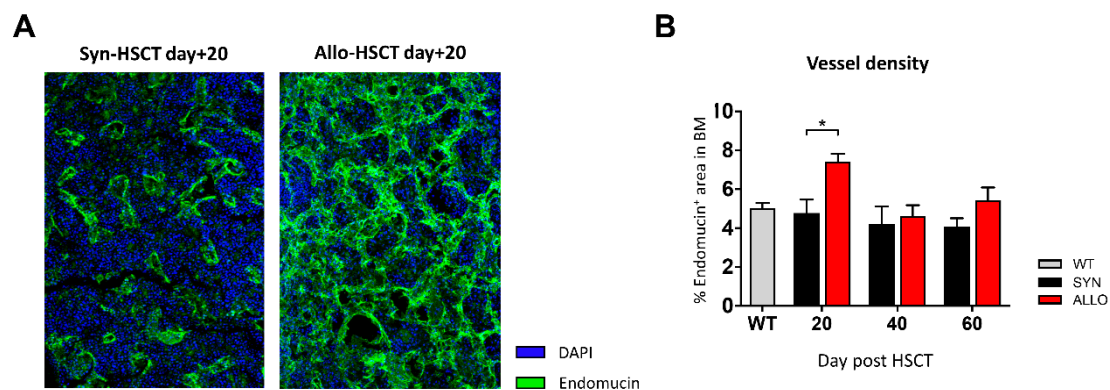 A
Syn-HSCT day+20
Allo-HSCT day+20
DAPI
Endomucin
B
Vessel density
% Endomucin⁺ area in BM
10
8
6
4
2
0
*
WT
20
40
60
Day post HSCT
WT
SYN
ALLO